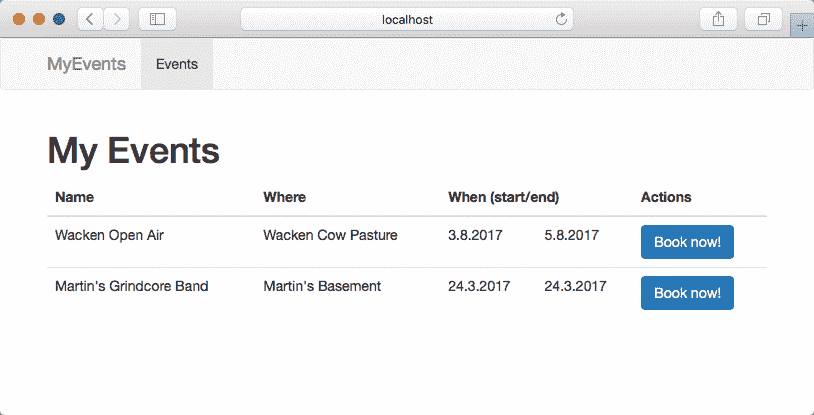 localhost
MyEvents Events
My Events
Name Where When (start/end) Actions
Wacken Open Air Wacken Cow Pasture 3.8.2017 5.8.2017 Book now!
Martin's Grindcore Band Martin's Basement 24.3.2017 24.3.2017 Book now!